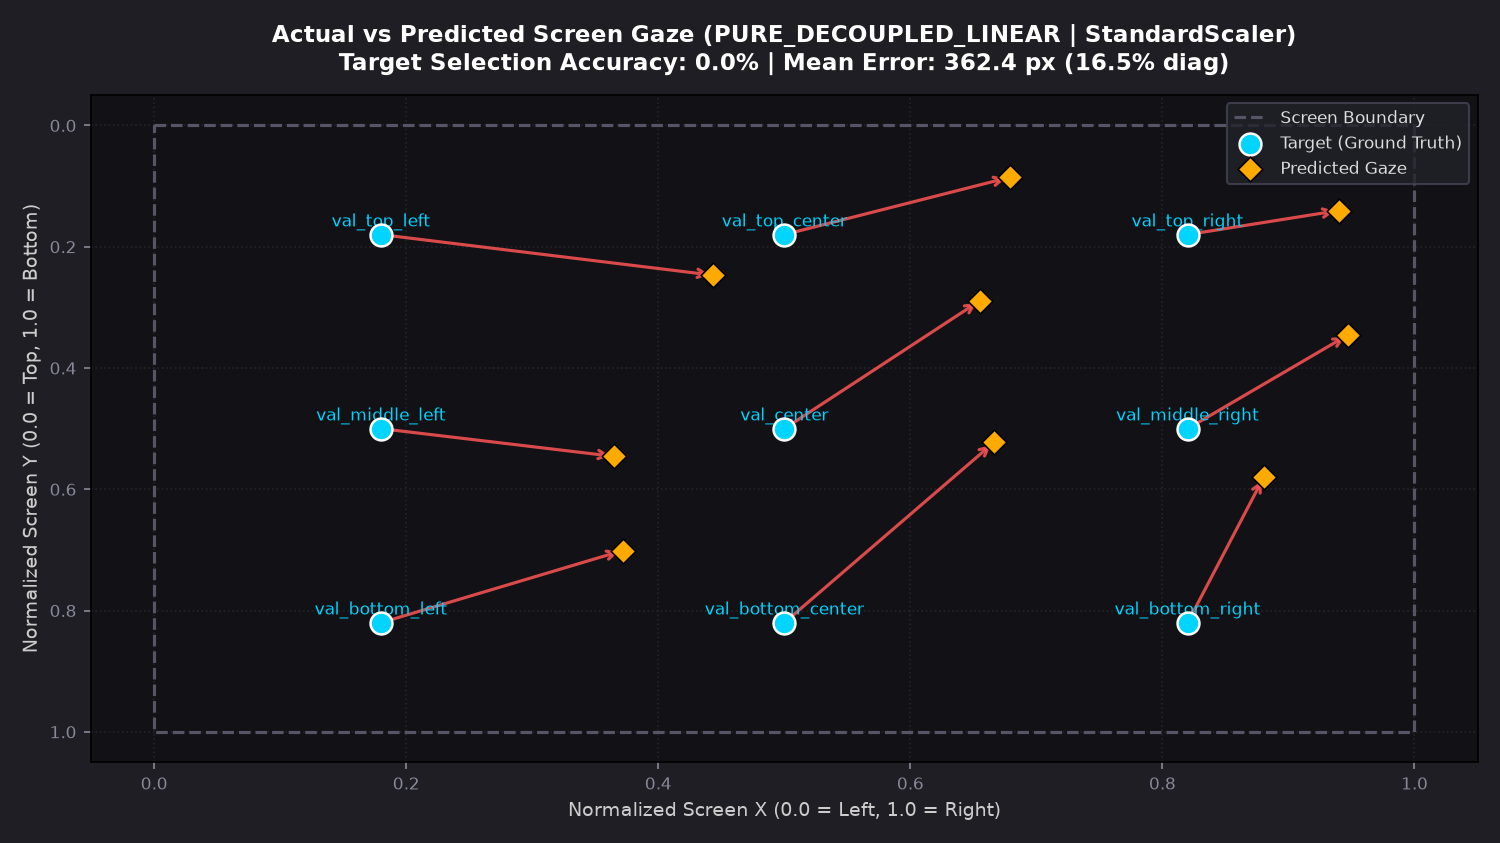 Actual vs Predicted Screen Gaze (PURE_DECOUPLED_LINEAR | StandardScaler)
Target Selection Accuracy: 0.0% | Mean Error: 362.4 px (16.5% diag)
Screen Boundary
Target (Ground Truth)
Predicted Gaze
val_top_left
val_top_center
val_top_right
val_middle_left
val_center
val_middle_right
val_bottom_left
val_bottom_center
val_bottom_right
0.0
0.2
0.4
0.6
0.8
1.0
Normalized Screen Y (0.0 = Top, 1.0 = Bottom)
0.0
0.2
0.4
0.6
0.8
1.0
Normalized Screen X (0.0 = Left, 1.0 = Right)